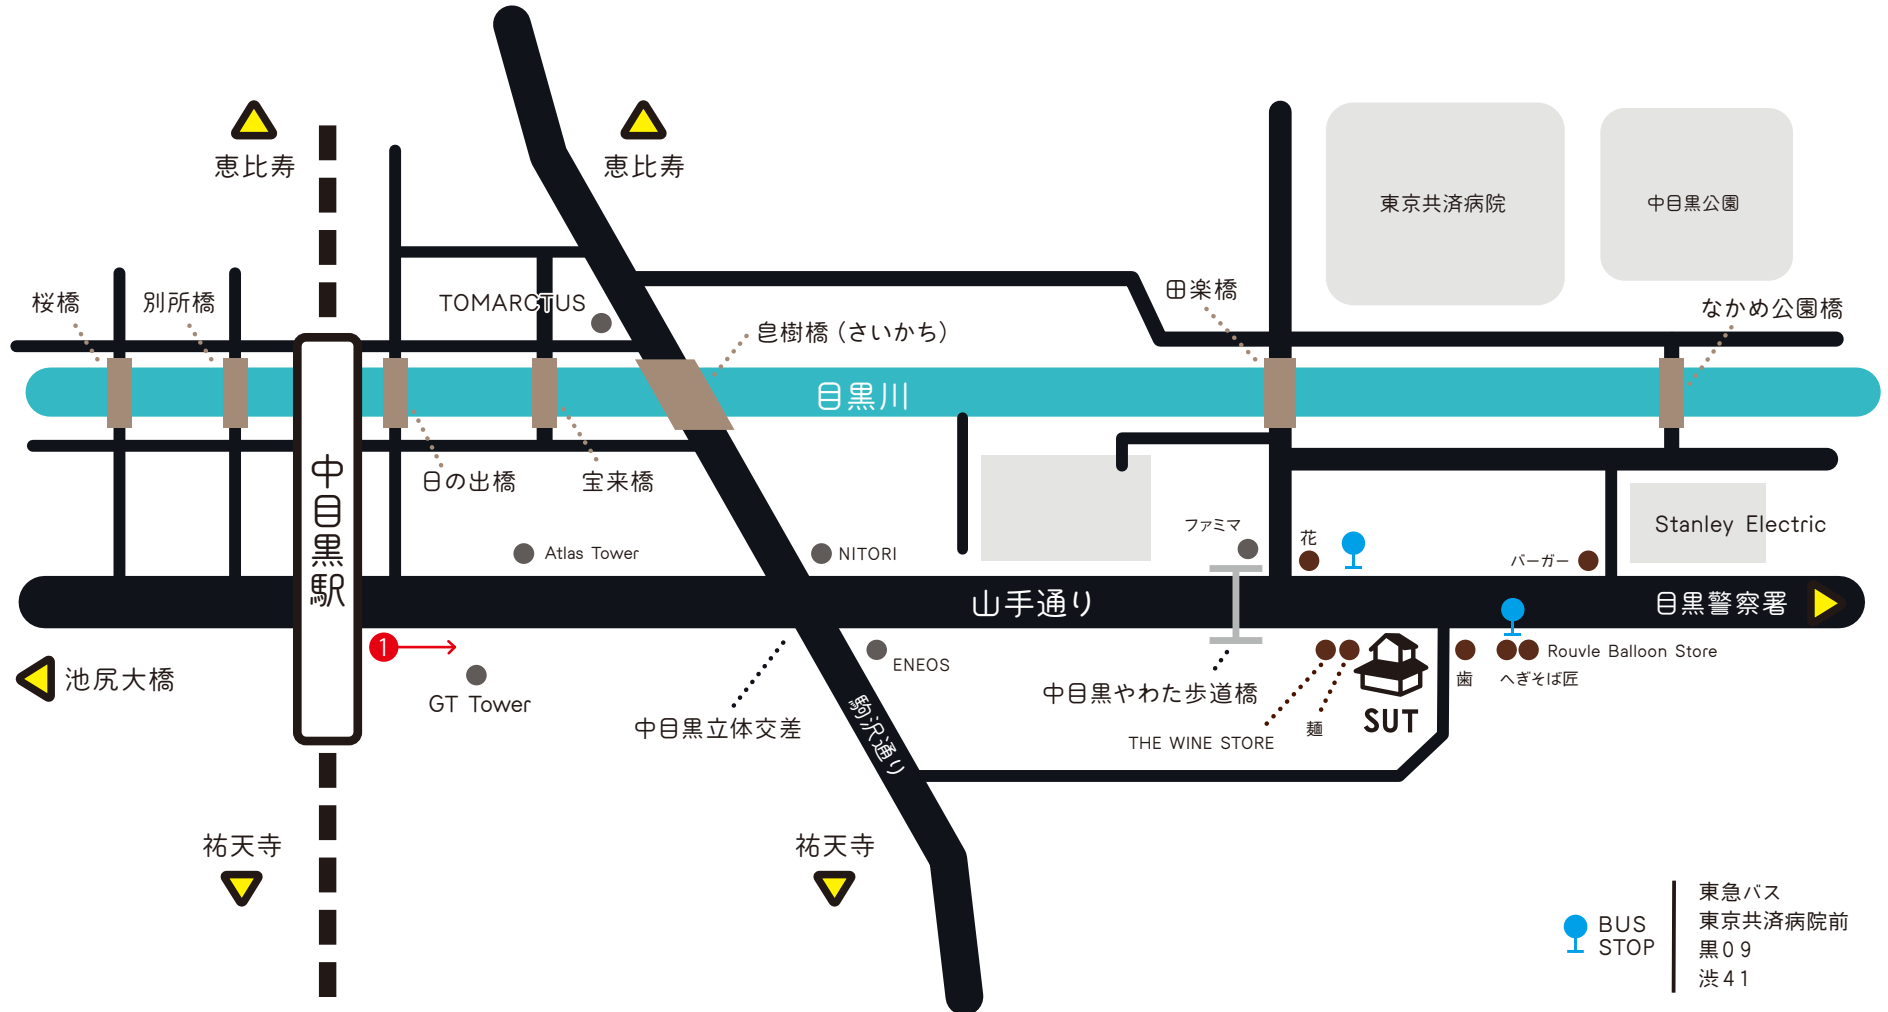 恵比寿
恵比寿
東京共済病院
中目黒公園
桜橋
別所橋
TOMARCTUS
皀樹橋（さいかち）
田楽橋
なかめ公園橋
目黒川
中目黒駅
日の出橋
宝来橋
Atlas Tower
NITORI
ファミマ
花
バーガー
Stanley Electric
山手通り
目黒警察署
1
池尻大橋
GT Tower
ENEOS
中目黒立体交差
駒沢通り
中目黒やわた歩道橋
THE WINE STORE
麺
SUT
歯
Rouvle Balloon Store
へぎそば匠
祐天寺
祐天寺
BUS
STOP
東急バス
東京共済病院前
黒09
渋41